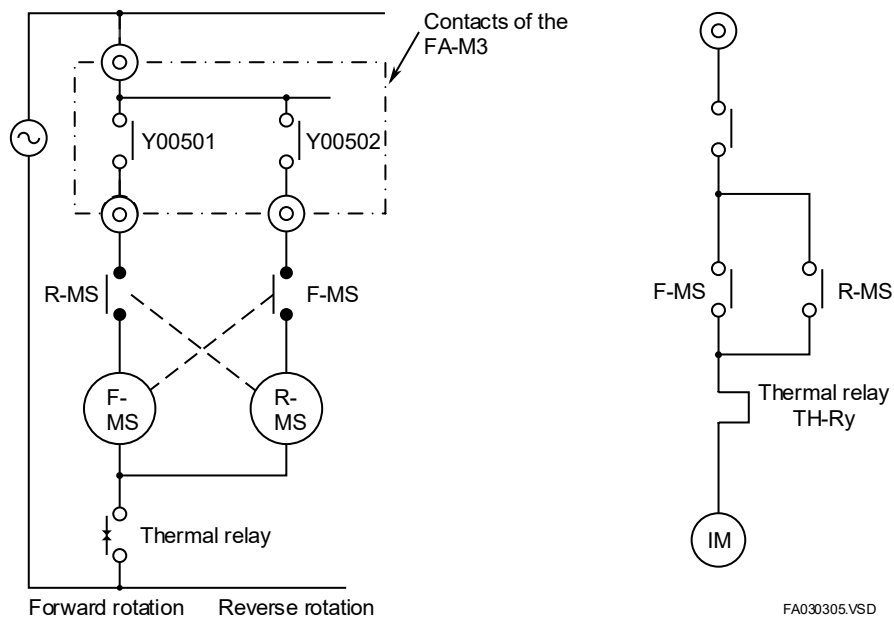 Contacts of the
FA-M3
Y00501
Y00502
R-MS
F-MS
F-
MS
R-
MS
Thermal relay
Forward rotation
Reverse rotation
F-MS
R-MS
Thermal relay
TH-Ry
IM
FA030305.VSD